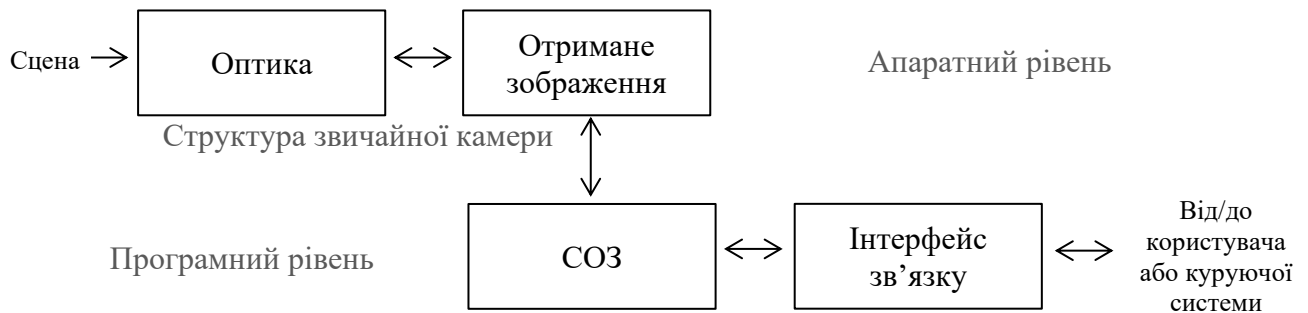 Сцена
Оптика
Отримане
зображення
Апаратний рівень
Структура звичайної камери
Програмний рівень
СОЗ
Інтерфейс
зв’язку
Від/до
користувача
або куруючої
системи